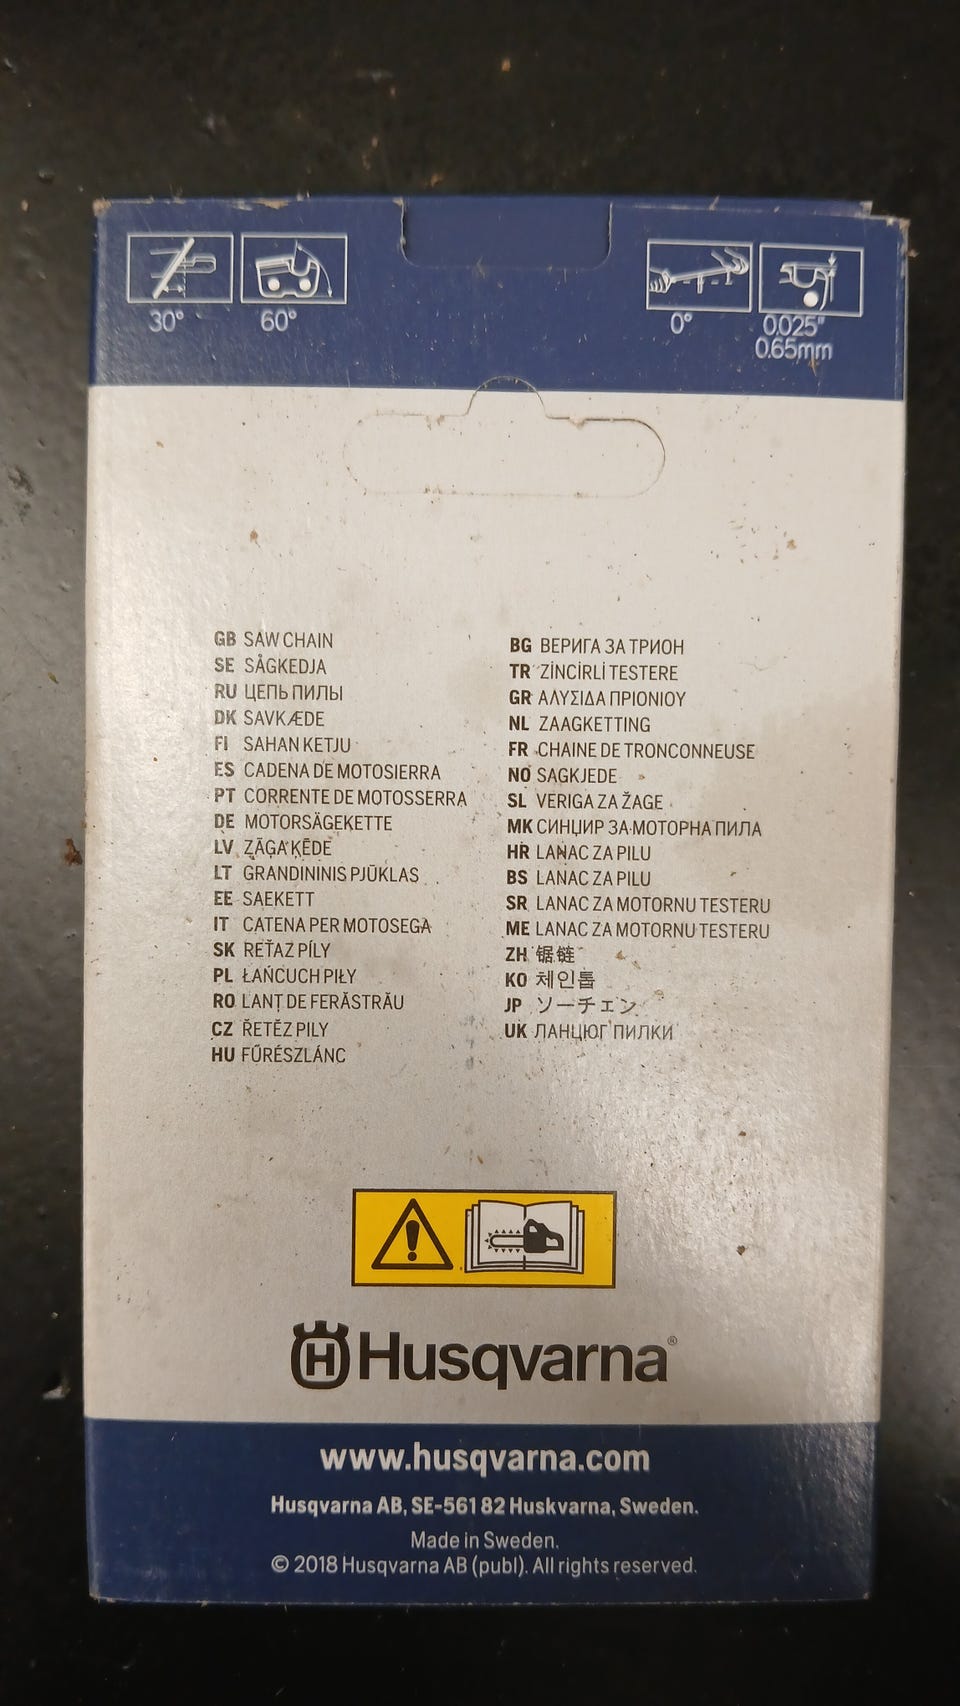 30° 60° 0° 0.025"
0.65mm
GB SAW CHAIN
SE SÅGKEDJA
RU ЦЕПЬ ПИЛЫ
DK SAVKÆDE
FI SAHAN KETJU
ES CADENA DE MOTOSIERRA
PT CORRENTE DE MOTOSSERRA
DE MOTORSÄGEKETTE
LV ZĀĢA ĶĒDE
LT GRANDININIS PJŪKLAS
EE SAEKETT
IT CATENA PER MOTOSEGA
SK REŤAZ PÍLY
PL ŁAŃCUCH PIŁY
RO LANȚ DE FERĂSTRĂU
CZ ŘETĚZ PILY
HU FŰRÉSZLÁNC
BG ВЕРИГА ЗА ТРИОН
TR ZİNCİRLİ TESTERE
GR ΑΛΥΣΙΔΑ ΠΡΙΟΝΙΟΥ
NL ZAAGKETTING
FR CHAINE DE TRONCONNEUSE
NO SAGKJEDE
SL VERIGA ZA ŽAGE
MK СИНЏИР ЗА МОТОРНА ПИЛА
HR LANAC ZA PILU
BS LANAC ZA PILU
SR LANAC ZA MOTORNU TESTERU
ME LANAC ZA MOTORNU TESTERU
ZH 锯链
KO 체인톱
JP ソーチェン
UK ЛАНЦЮГ ПИЛКИ
H Husqvarna®
www.husqvarna.com
Husqvarna AB, SE-561 82 Huskvarna, Sweden.
Made in Sweden.
© 2018 Husqvarna AB (publ). All rights reserved.